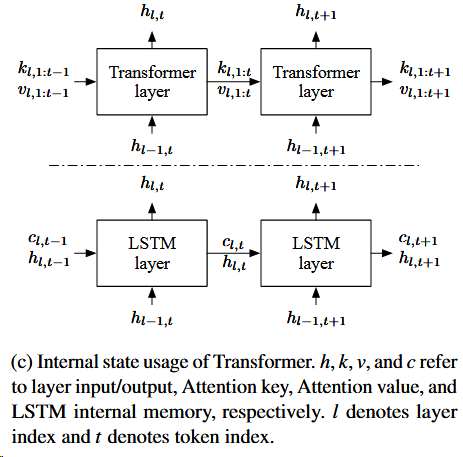 h_{l,t} h_{l,t+1}
k_{l,1:t−1} Transformer k_{l,1:t} Transformer k_{l,1:t+1}
v_{l,1:t−1} layer v_{l,1:t} layer v_{l,1:t+1}
h_{l−1,t} h_{l−1,t+1}
h_{l,t} h_{l,t+1}
c_{l,t−1} LSTM c_{l,t} LSTM c_{l,t+1}
h_{l,t−1} layer h_{l,t} layer h_{l,t+1}
h_{l−1,t} h_{l−1,t+1}
(c) Internal state usage of Transformer. h, k, v, and c refer
to layer input/output, Attention key, Attention value, and
LSTM internal memory, respectively. l denotes layer
index and t denotes token index.